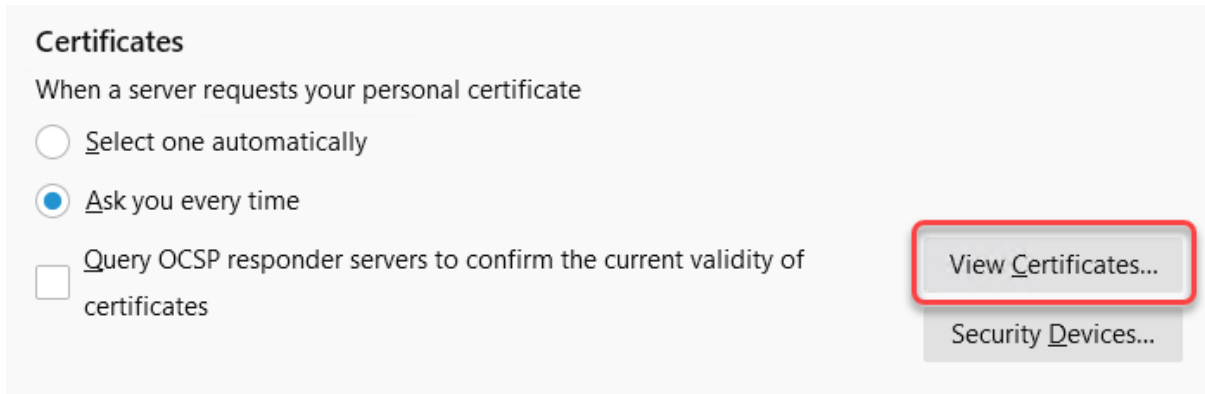 Certificates
When a server requests your personal certificate
Select one automatically
Ask you every time
Query OCSP responder servers to confirm the current validity of
certificates
View Certificates...
Security Devices...